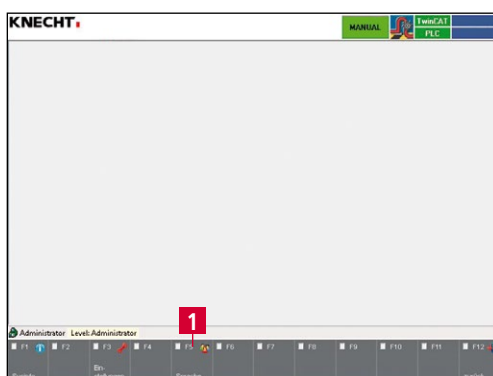 KNECHT
MANUAL
TwinCAT
PLC
Administrator Level: Administrator
1
F1 F2 F3 F4 F5 F6 F7 F8 F9 F10 F11 F12
Ein-